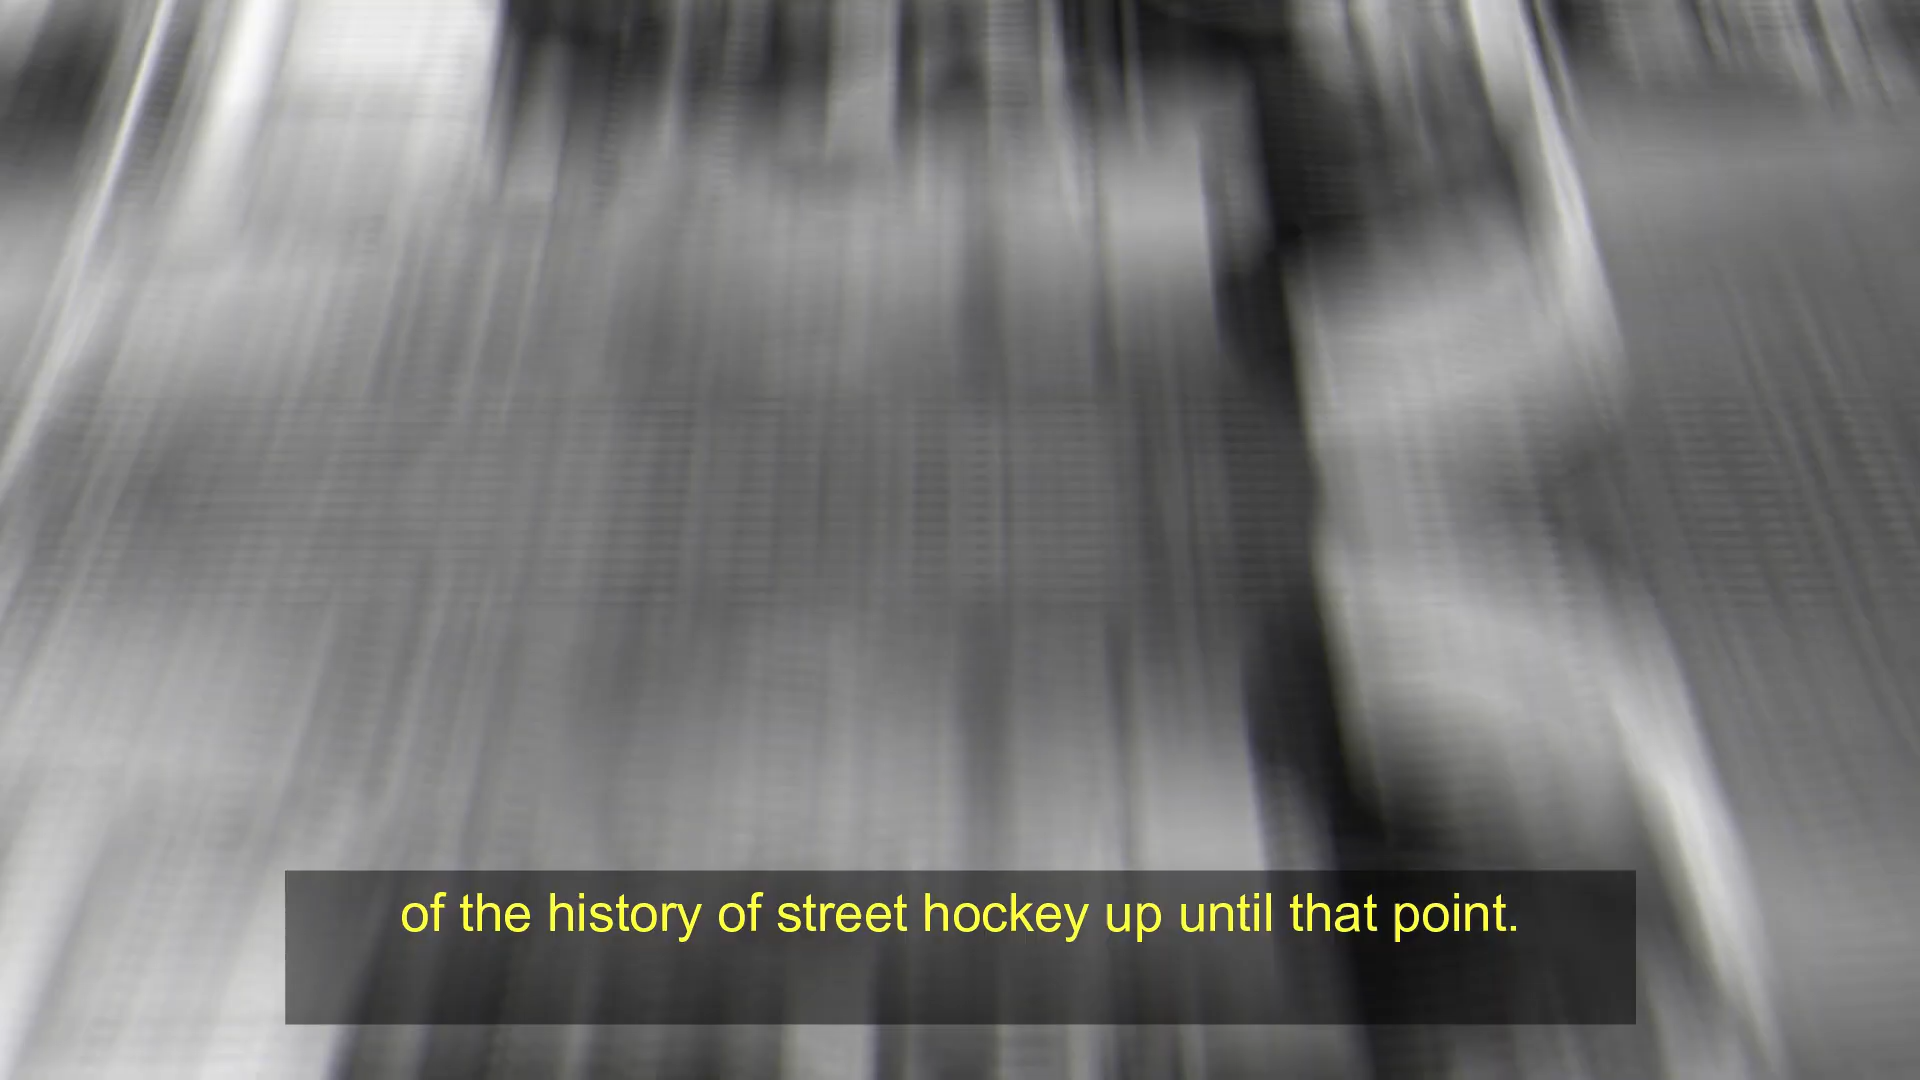 of the history of street hockey up until that point.